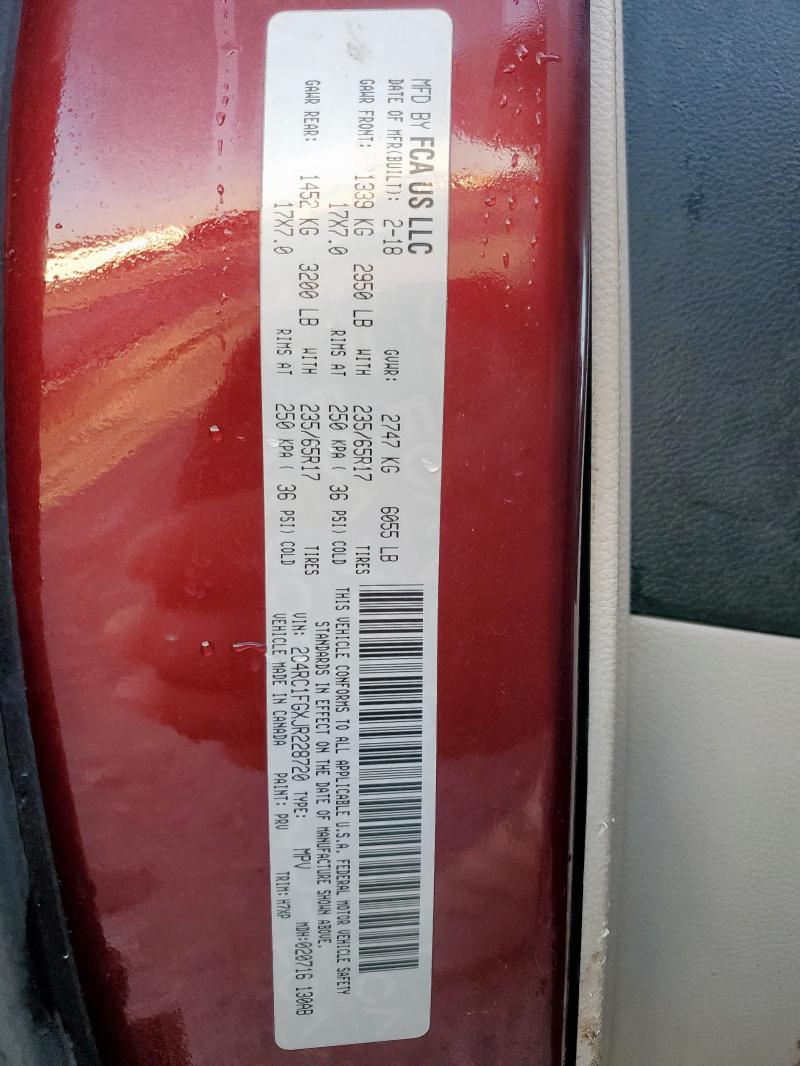 MFD BY FCA US LLC
DATE OF MFR(BUILT): 2-18 GVWR: 2747 KG 6055 LB
GAWR FRONT: 1339 KG 2950 LB WITH 235/65R17 TIRES
17X7.0 RIMS AT 250 KPA ( 36 PSI) COLD
GAWR REAR: 1452 KG 3200 LB WITH 235/65R17 TIRES
17X7.0 RIMS AT 250 KPA ( 36 PSI) COLD
THIS VEHICLE CONFORMS TO ALL APPLICABLE U.S.A. FEDERAL MOTOR VEHICLE SAFETY
STANDARDS IN EFFECT ON THE DATE OF MANUFACTURE SHOWN ABOVE.
VIN: 2C4RC1FGXJR228720 TYPE: MPV MDH:020716 130AB
VEHICLE MADE IN CANADA PAINT: PRV TRIM:H7XP